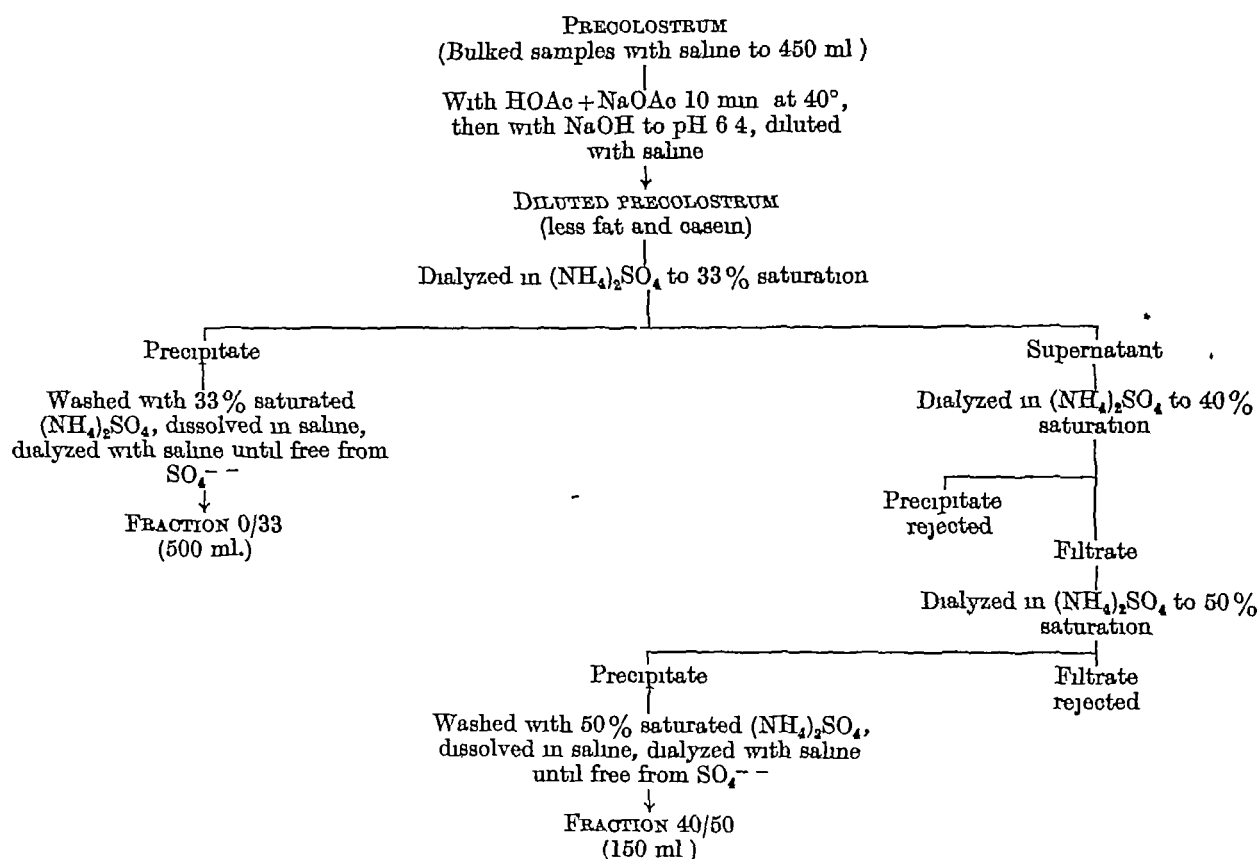 PRECOLOSTRUM
(Bulked samples with saline to 450 ml )
With HOAc + NaOAc 10 min at 40°,
then with NaOH to pH 6 4, diluted
with saline
DILUTED PRECOLOSTRUM
(less fat and casein)
Dialyzed in (NH₄)₂SO₄ to 33 % saturation
Precipitate
Washed with 33 % saturated
(NH₄)₂SO₄, dissolved in saline,
dialyzed with saline until free from
SO₄⁻ ⁻
FRACTION 0/33
(500 ml.)
Supernatant
Dialyzed in (NH₄)₂SO₄ to 40 %
saturation
Precipitate
rejected
Filtrate
Dialyzed in (NH₄)₂SO₄ to 50 %
saturation
Precipitate
Washed with 50 % saturated (NH₄)₂SO₄,
dissolved in saline, dialyzed with saline
until free from SO₄⁻ ⁻
FRACTION 40/50
(150 ml )
Filtrate
rejected